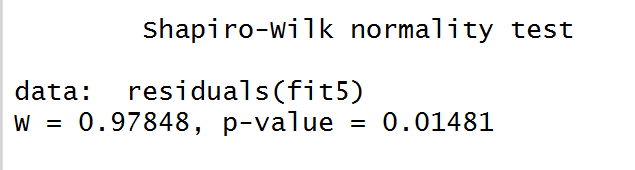 Shapiro-Wilk normality test
data:  residuals(fit5)
W = 0.97848, p-value = 0.01481